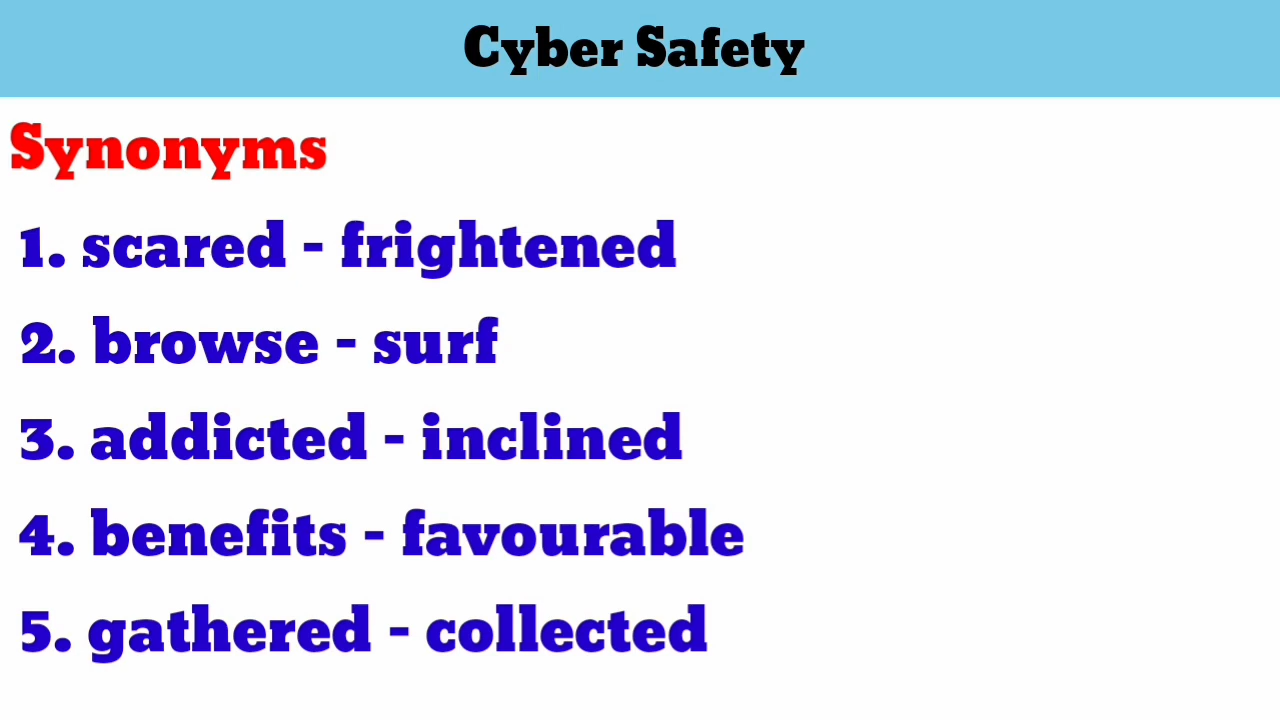 Cyber Safety
Synonyms
1. scared - frightened
2. browse - surf
3. addicted - inclined
4. benefits - favourable
5. gathered - collected